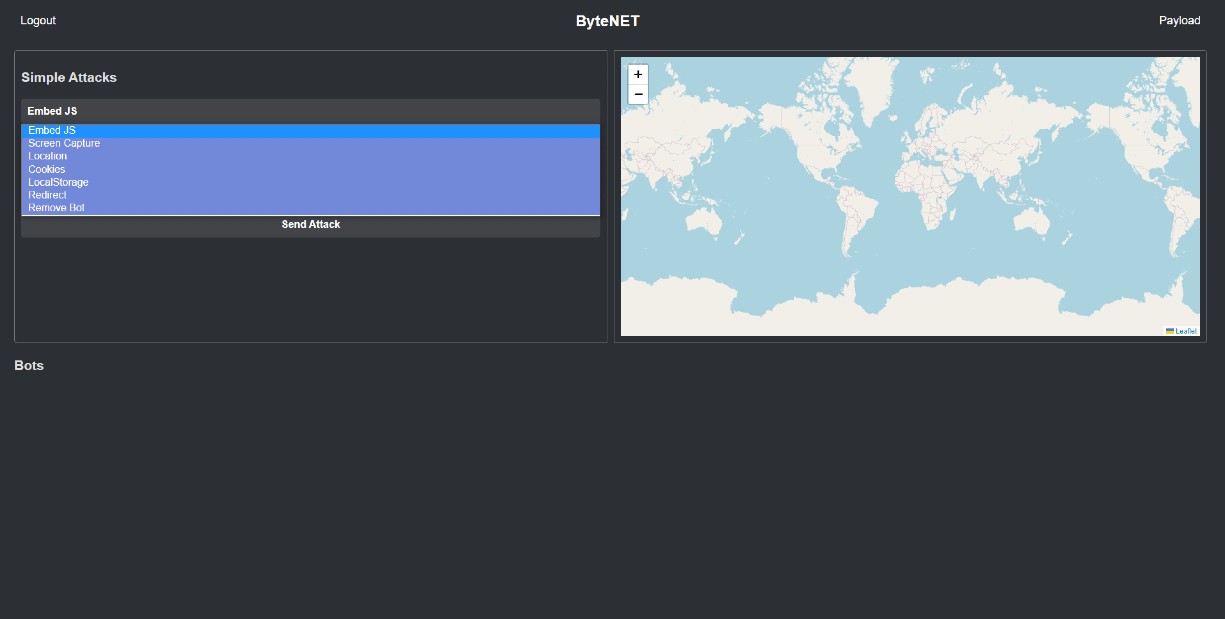 Logout
ByteNET
Payload
Simple Attacks
Embed JS
Embed JS
Screen Capture
Location
Cookies
LocalStorage
Redirect
Remove Bot
Send Attack
+
−
Leaflet
Bots